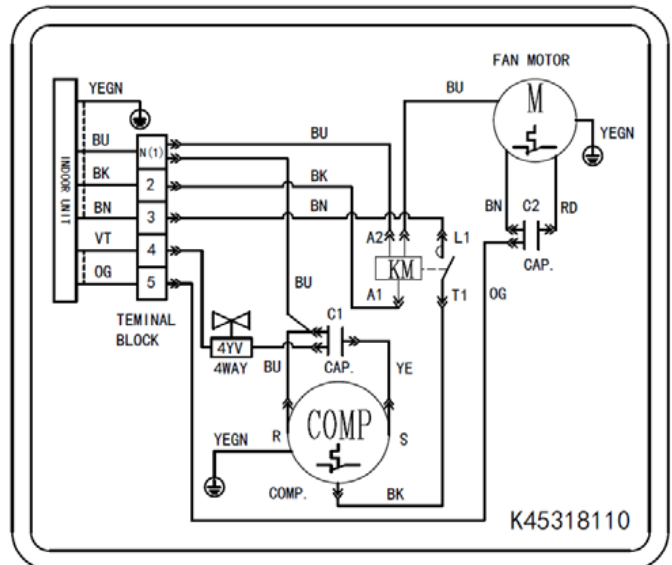 FAN MOTOR
YEGN
BU
M
BU
BU
YEGN
N(1)
BK
BK
2
INDOOR UNIT
BN
BN
3
BN
C2
RD
VT
A2
L1
4
KM
CAP.
OG
BU
A1
T1
OG
5
C1
TEMINAL
BLOCK
4YV
BU
CAP.
YE
4WAY
COMP
YEGN
R
S
COMP.
BK
K45318110